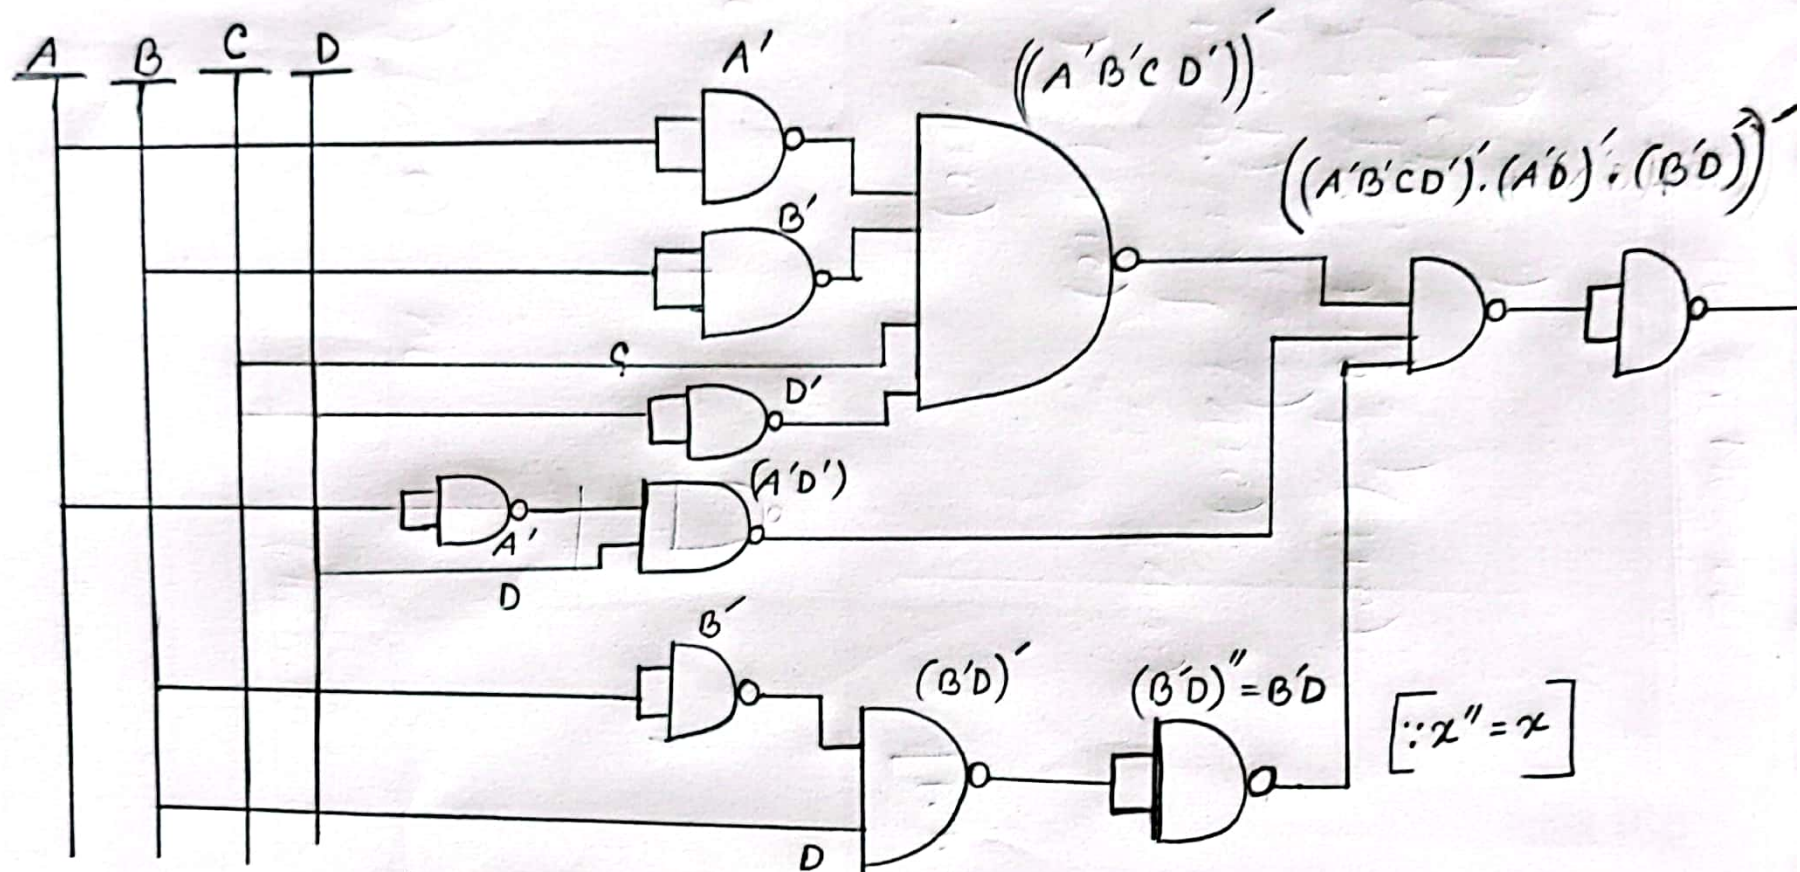 A B C D
A'
((A'B'CD'))'
B'
((A'B'CD')'.(A'D)'.(B'D))'
C
D'
(A'D')
A'
D
B'
(B'D)'
(B'D)''=B'D
[∵x''=x]
D